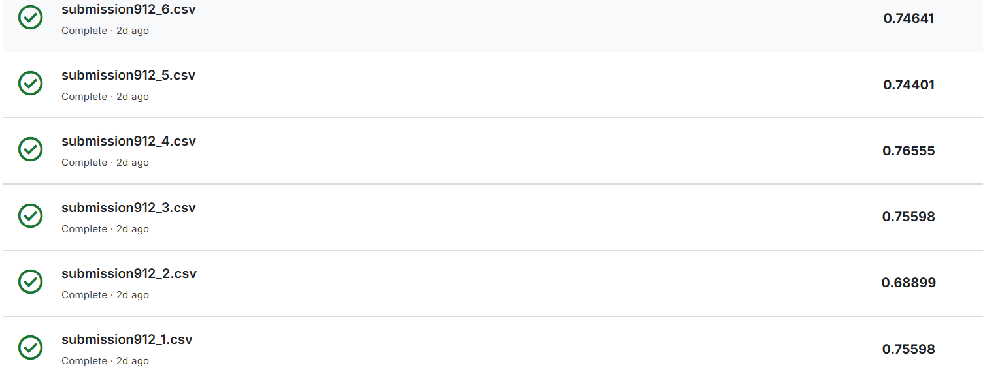 submission912_6.csv
0.74641
Complete · 2d ago
submission912_5.csv
0.74401
Complete · 2d ago
submission912_4.csv
0.76555
Complete · 2d ago
submission912_3.csv
0.75598
Complete · 2d ago
submission912_2.csv
0.68899
Complete · 2d ago
submission912_1.csv
0.75598
Complete · 2d ago